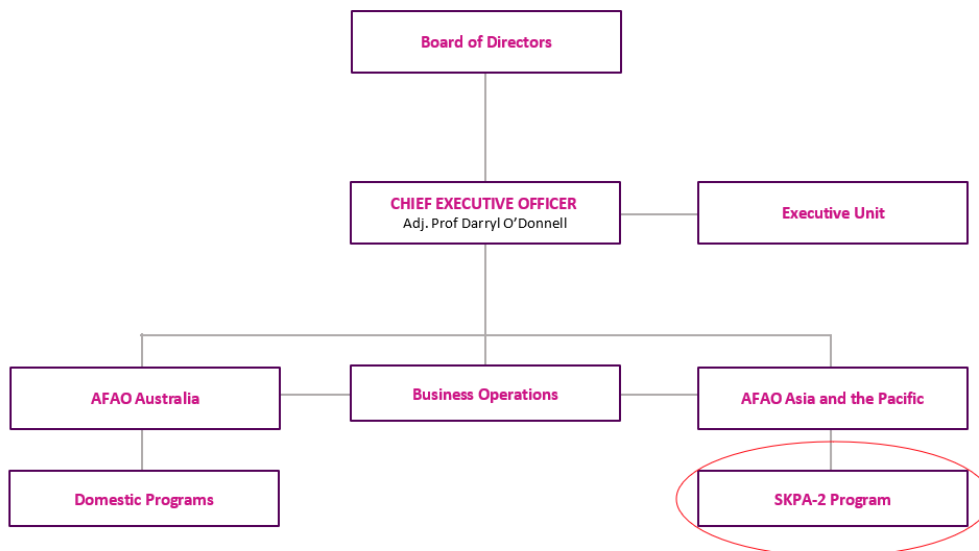 Board of Directors
CHIEF EXECUTIVE OFFICER
Adj. Prof Darryl O’Donnell
Executive Unit
AFAO Australia
Business Operations
AFAO Asia and the Pacific
Domestic Programs
SKPA-2 Program